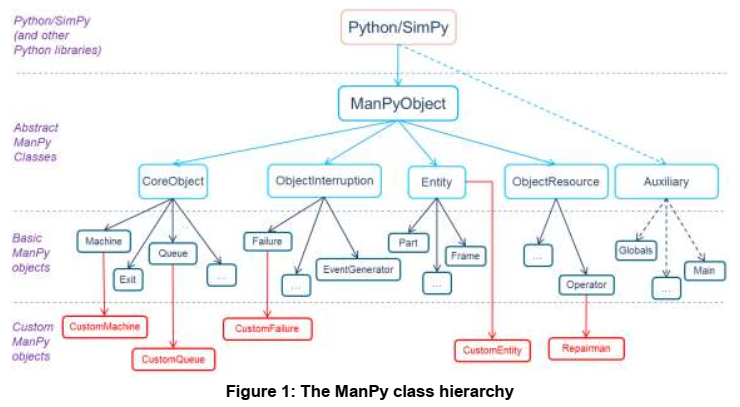 Python/SimPy
(and other
Python libraries)
Python/SimPy
ManPyObject
Abstract
ManPy
Classes
CoreObject
ObjectInterruption
Entity
ObjectResource
Auxiliary
Basic
ManPy
objects
Machine
Exit
Queue
...
Failure
...
EventGenerator
Part
...
Frame
...
Operator
Globals
...
Main
Custom
ManPy
objects
CustomMachine
CustomQueue
CustomFailure
CustomEntity
Repairman
Figure 1: The ManPy class hierarchy